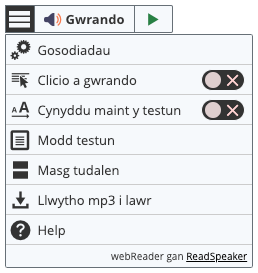 Gwrando
Gosodiadau
Clicio a gwrando
Cynyddu maint y testun
Modd testun
Masg tudalen
Llwytho mp3 i lawr
Help
webReader gan ReadSpeaker